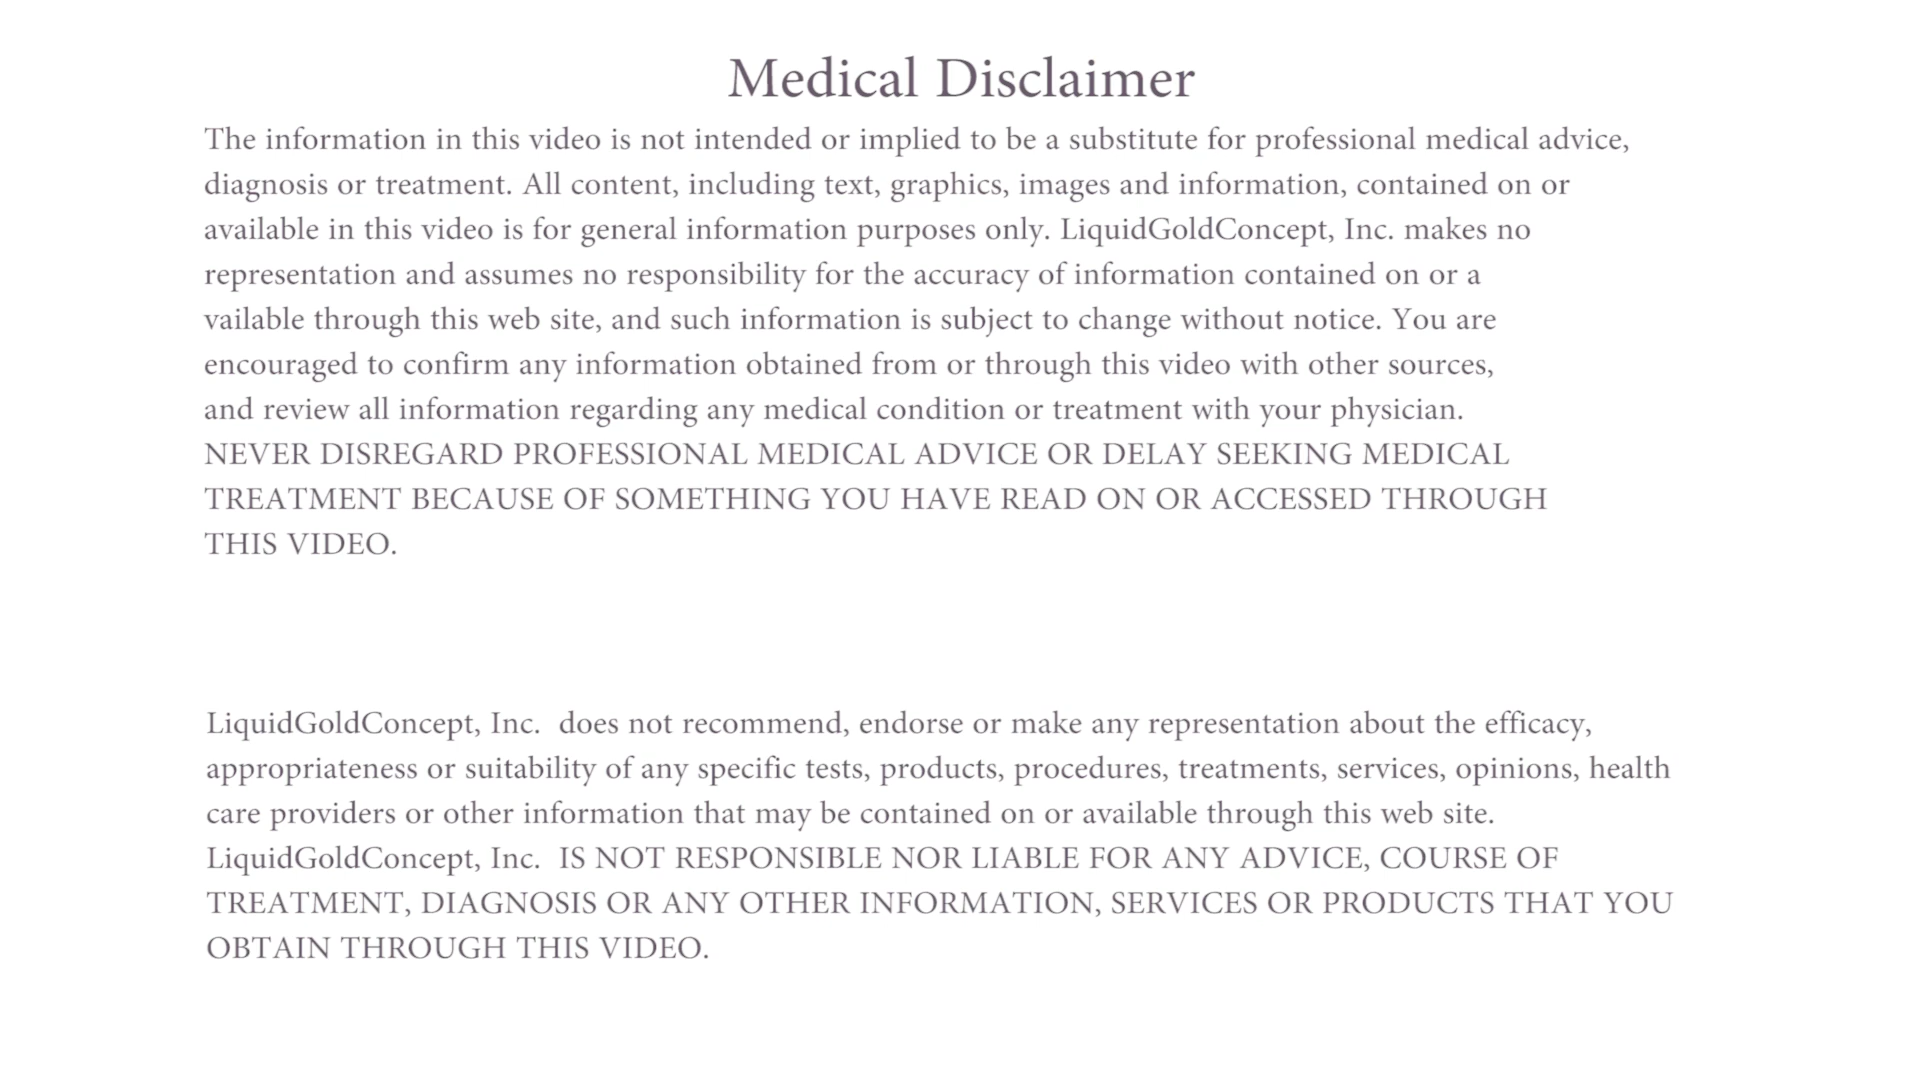 Medical Disclaimer
The information in this video is not intended or implied to be a substitute for professional medical advice,
diagnosis or treatment. All content, including text, graphics, images and information, contained on or
available in this video is for general information purposes only. LiquidGoldConcept, Inc. makes no
representation and assumes no responsibility for the accuracy of information contained on or a
vailable through this web site, and such information is subject to change without notice. You are
encouraged to confirm any information obtained from or through this video with other sources,
and review all information regarding any medical condition or treatment with your physician.
NEVER DISREGARD PROFESSIONAL MEDICAL ADVICE OR DELAY SEEKING MEDICAL
TREATMENT BECAUSE OF SOMETHING YOU HAVE READ ON OR ACCESSED THROUGH
THIS VIDEO.
LiquidGoldConcept, Inc.  does not recommend, endorse or make any representation about the efficacy,
appropriateness or suitability of any specific tests, products, procedures, treatments, services, opinions, health
care providers or other information that may be contained on or available through this web site.
LiquidGoldConcept, Inc.  IS NOT RESPONSIBLE NOR LIABLE FOR ANY ADVICE, COURSE OF
TREATMENT, DIAGNOSIS OR ANY OTHER INFORMATION, SERVICES OR PRODUCTS THAT YOU
OBTAIN THROUGH THIS VIDEO.